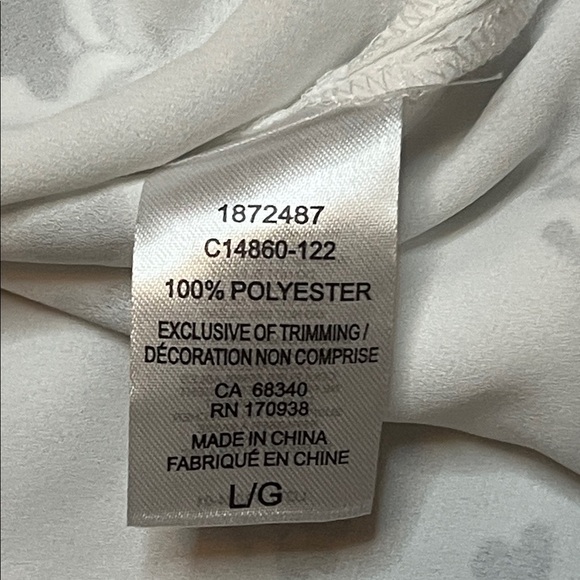 1872487
C14860-122
100% POLYESTER
EXCLUSIVE OF TRIMMING/
DÉCORATION NON COMPRISE
CA 68340
RN 170938
MADE IN CHINA
FABRIQUÉ EN CHINE
L/G